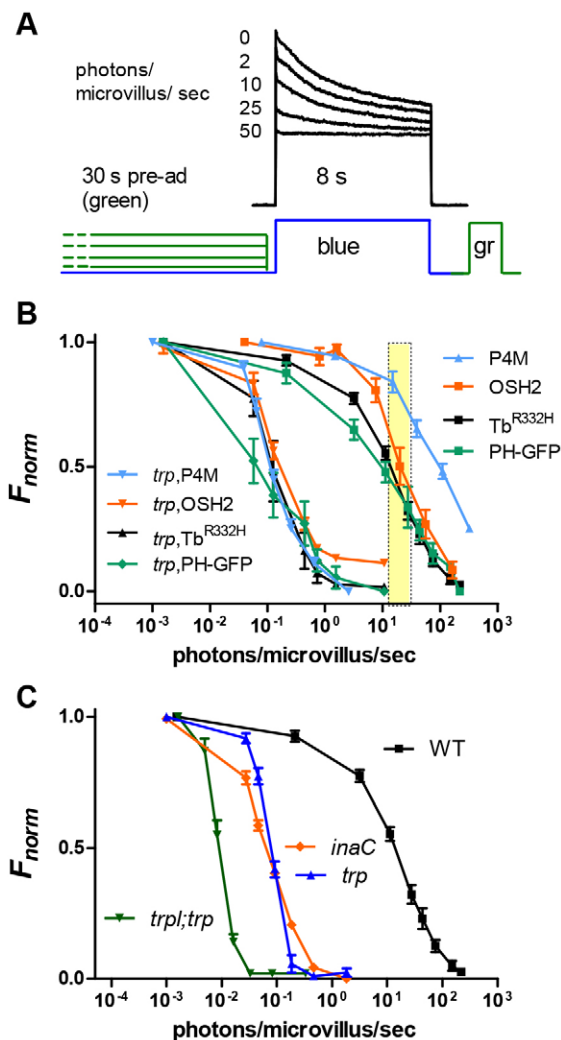 A
photons/
microvillus/ sec
0
2
10
25
50
30 s pre-ad
(green)
8 s
blue
gr
B
1.0
0.5
0.0
Fnorm
P4M
OSH2
TbR332H
PH-GFP
trp,P4M
trp,OSH2
trp,TbR332H
trp,PH-GFP
10-4 10-3 10-2 10-1 100 101 102 103
photons/microvillus/sec
C
1.0
0.5
0.0
Fnorm
WT
inaC
trp
trpl;trp
10-4 10-3 10-2 10-1 100 101 102 103
photons/microvillus/sec